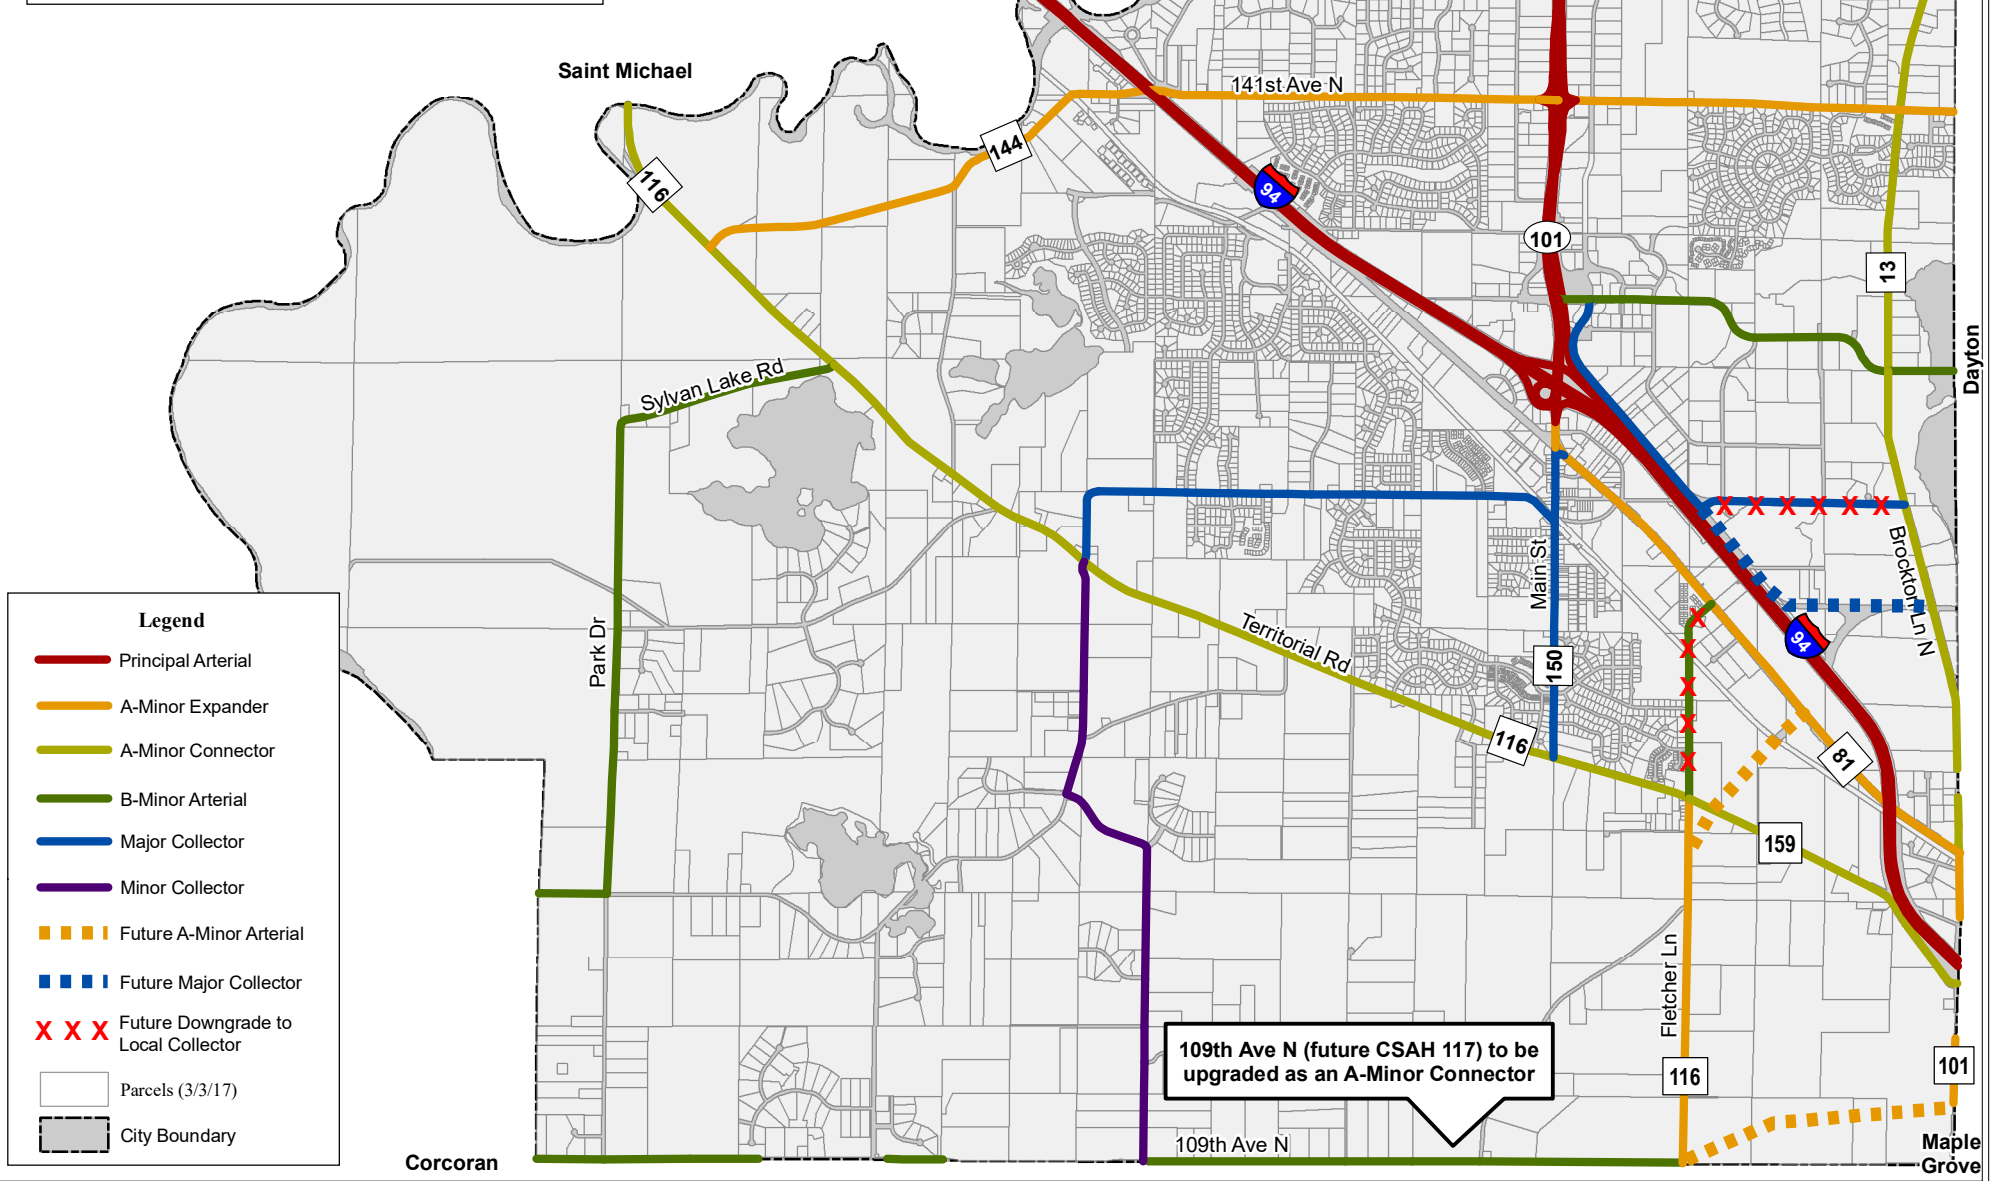 Saint Michael
141st Ave N
144
116
94
101
13
Dayton
Sylvan Lake Rd
Brockton Ln N
Main St
Legend
Principal Arterial
A-Minor Expander
A-Minor Connector
B-Minor Arterial
Major Collector
Minor Collector
Future A-Minor Arterial
Future Major Collector
X X X Future Downgrade to
Local Collector
Parcels (3/3/17)
City Boundary
Park Dr
Territorial Rd
150
94
116
81
159
Fletcher Ln
109th Ave N (future CSAH 117) to be
upgraded as an A-Minor Connector
116
101
109th Ave N
Corcoran
Maple
Grove
X X X X X X
X
X
X
X
X